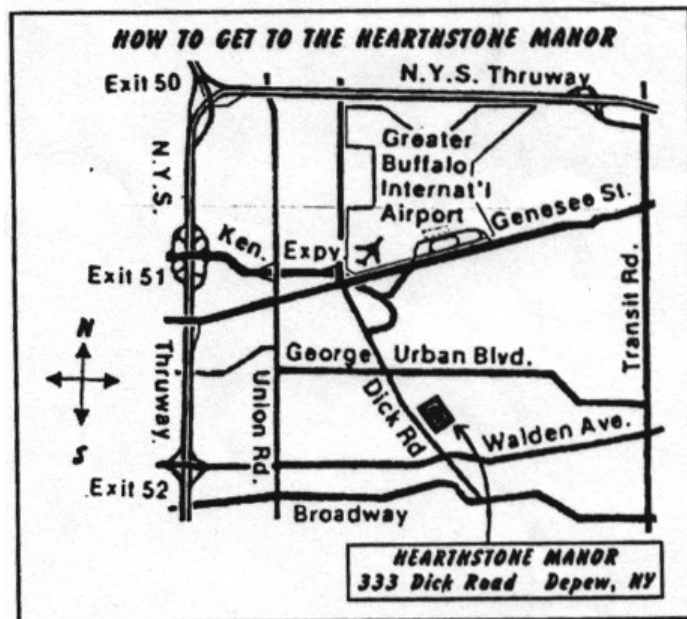 HOW TO GET TO THE HEARTHSTONE MANOR
Exit 50
N.Y.S. Thruway
Greater
Buffalo
Internat'l
Airport
N.Y.S.
Genesee St.
Ken. Expy
Exit 51
N
S
Thruway.
George Urban Blvd.
Transit Rd.
Union Rd.
Dick Rd
Walden Ave.
Exit 52
Broadway
HEARTHSTONE MANOR
333 Dick Road Depew, NY